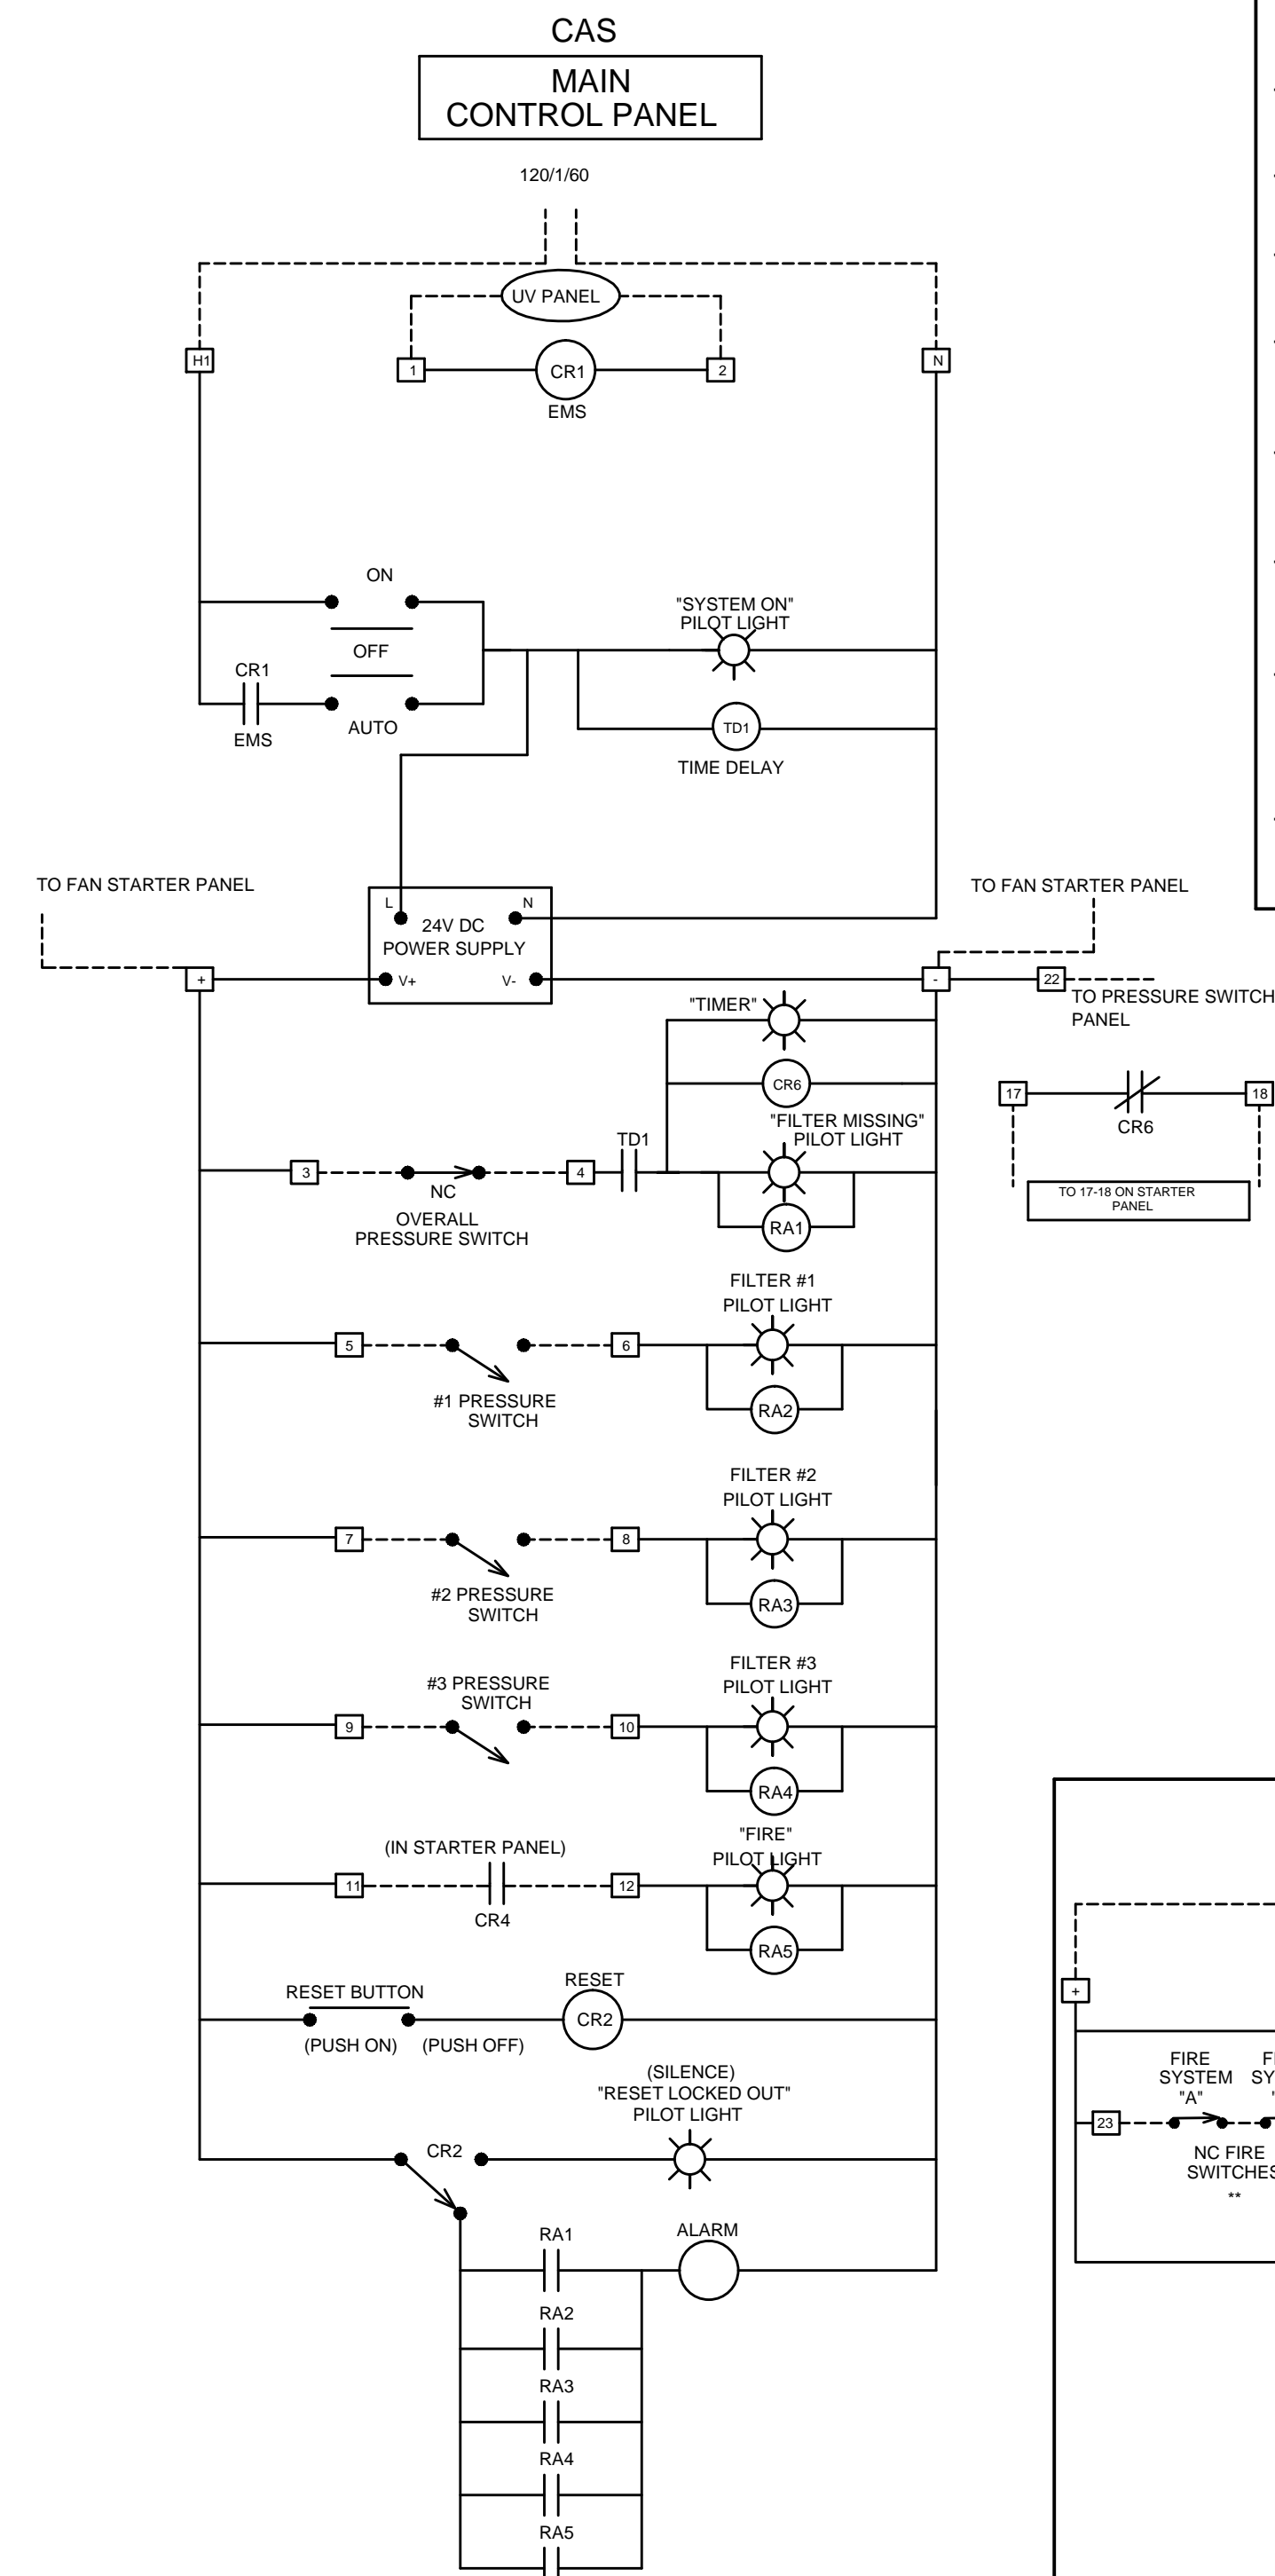 CAS
MAIN
CONTROL PANEL
120/1/60
UV PANEL
H1
1
CR1
2
N
EMS
ON
"SYSTEM ON"
PILOT LIGHT
OFF
CR1
AUTO
EMS
TD1
TIME DELAY
TO FAN STARTER PANEL
TO FAN STARTER PANEL
L
N
24V DC
POWER SUPPLY
+
V+
V-
-
22
TO PRESSURE SWITCH
PANEL
"TIMER"
CR6
17
18
CR6
"FILTER MISSING"
PILOT LIGHT
TD1
3
4
NC
OVERALL
PRESSURE SWITCH
RA1
TO 17-18 ON STARTER
PANEL
FILTER #1
PILOT LIGHT
5
6
#1 PRESSURE
SWITCH
RA2
FILTER #2
PILOT LIGHT
7
8
#2 PRESSURE
SWITCH
RA3
FILTER #3
PILOT LIGHT
#3 PRESSURE
SWITCH
9
10
RA4
"FIRE"
PILOT LIGHT
(IN STARTER PANEL)
11
12
CR4
RA5
RESET BUTTON
RESET
CR2
(PUSH ON)
(PUSH OFF)
+
(SILENCE)
"RESET LOCKED OUT"
PILOT LIGHT
FIRE
SYSTEM
"A"
23
NC FIRE
SWITCHES
**
CR2
RA1
ALARM
RA2
RA3
RA4
RA5